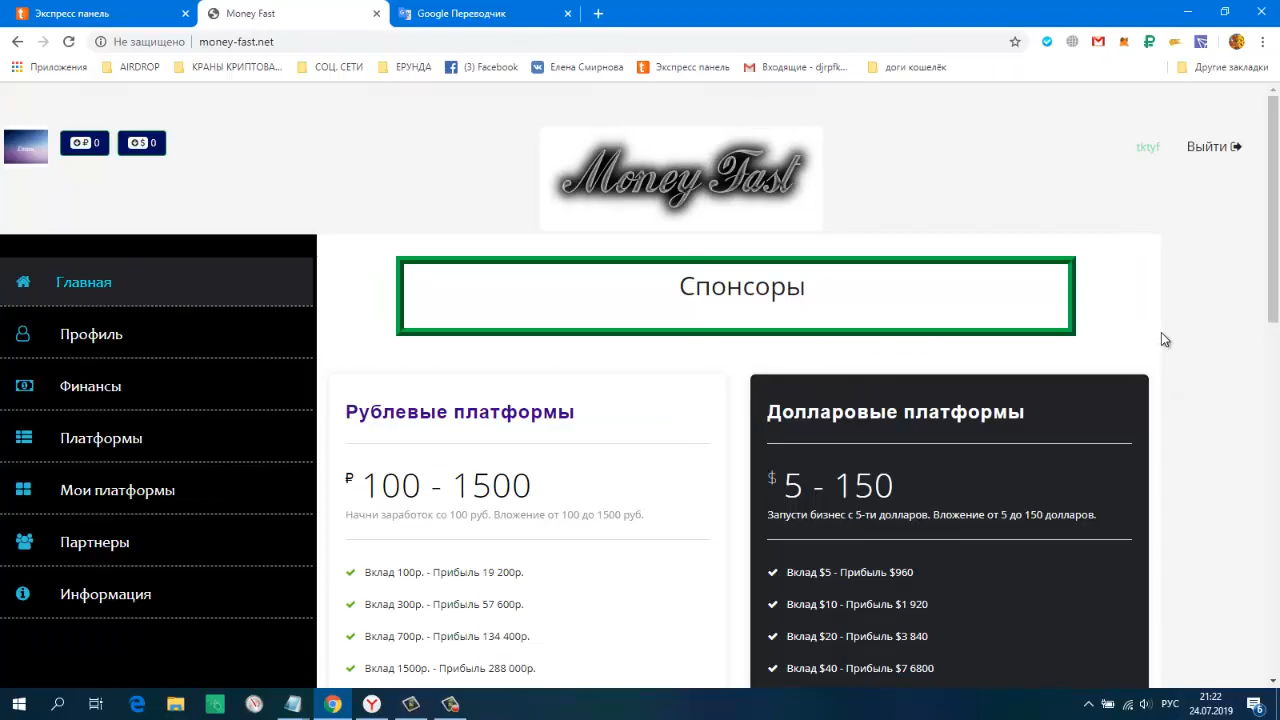 Экспресс панель
Money Fast
Google Переводчик
Не защищено
money-fast.net
Приложения
AIRDROP
КРАНЫ КРИПТОВА...
СОЦ. СЕТИ
ЕРУНДА
(3) Facebook
Елена Смирнова
Экспресс панель
Входящие - djrpfk...
доги кошелёк
Другие закладки
₽ 0
$ 0
Money Fast
tktyf
Выйти
Главная
Профиль
Финансы
Платформы
Мои платформы
Партнеры
Информация
Спонсоры
Рублевые платформы
₽ 100 - 1500
Начни заработок со 100 руб. Вложение от 100 до 1500 руб.
Вклад 100р. - Прибыль 19 200р.
Вклад 300р. - Прибыль 57 600р.
Вклад 700р. - Прибыль 134 400р.
Вклад 1500р. - Прибыль 288 000р.
Долларовые платформы
$ 5 - 150
Запусти бизнес с 5-ти долларов. Вложение от 5 до 150 долларов.
Вклад $5 - Прибыль $960
Вклад $10 - Прибыль $1 920
Вклад $20 - Прибыль $3 840
Вклад $40 - Прибыль $7 6800
РУС
21:22
24.07.2019
6